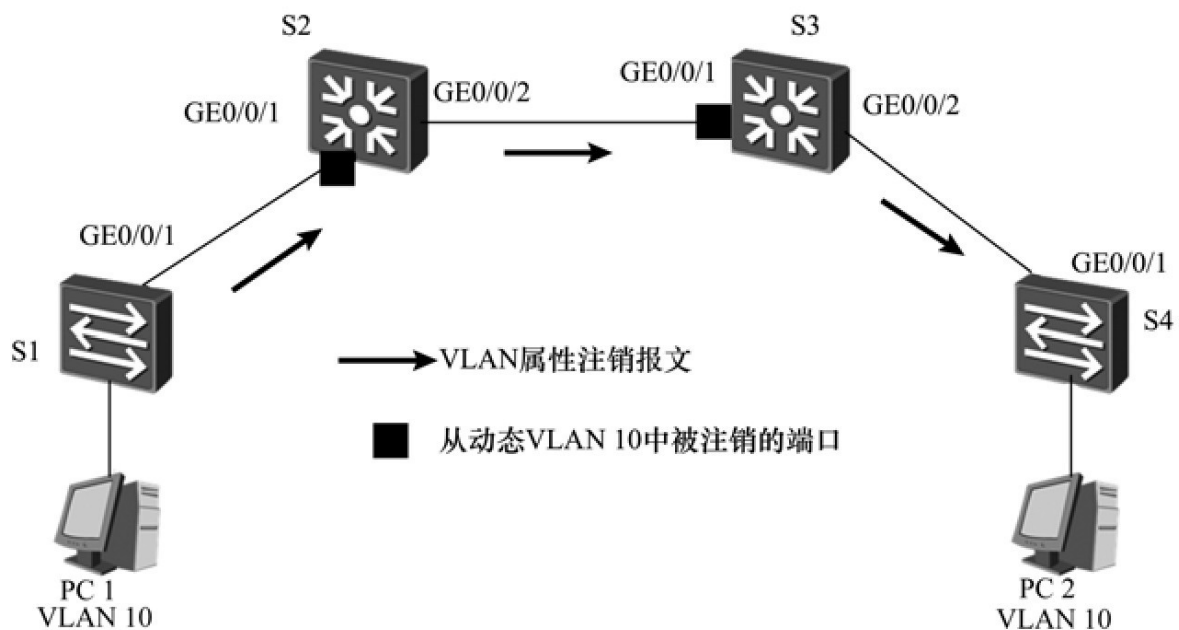 S2
S3
GE0/0/1
GE0/0/2
GE0/0/1
GE0/0/2
GE0/0/1
GE0/0/1
S1
S4
VLAN属性注销报文
从动态VLAN 10中被注销的端口
PC 1
VLAN 10
PC 2
VLAN 10